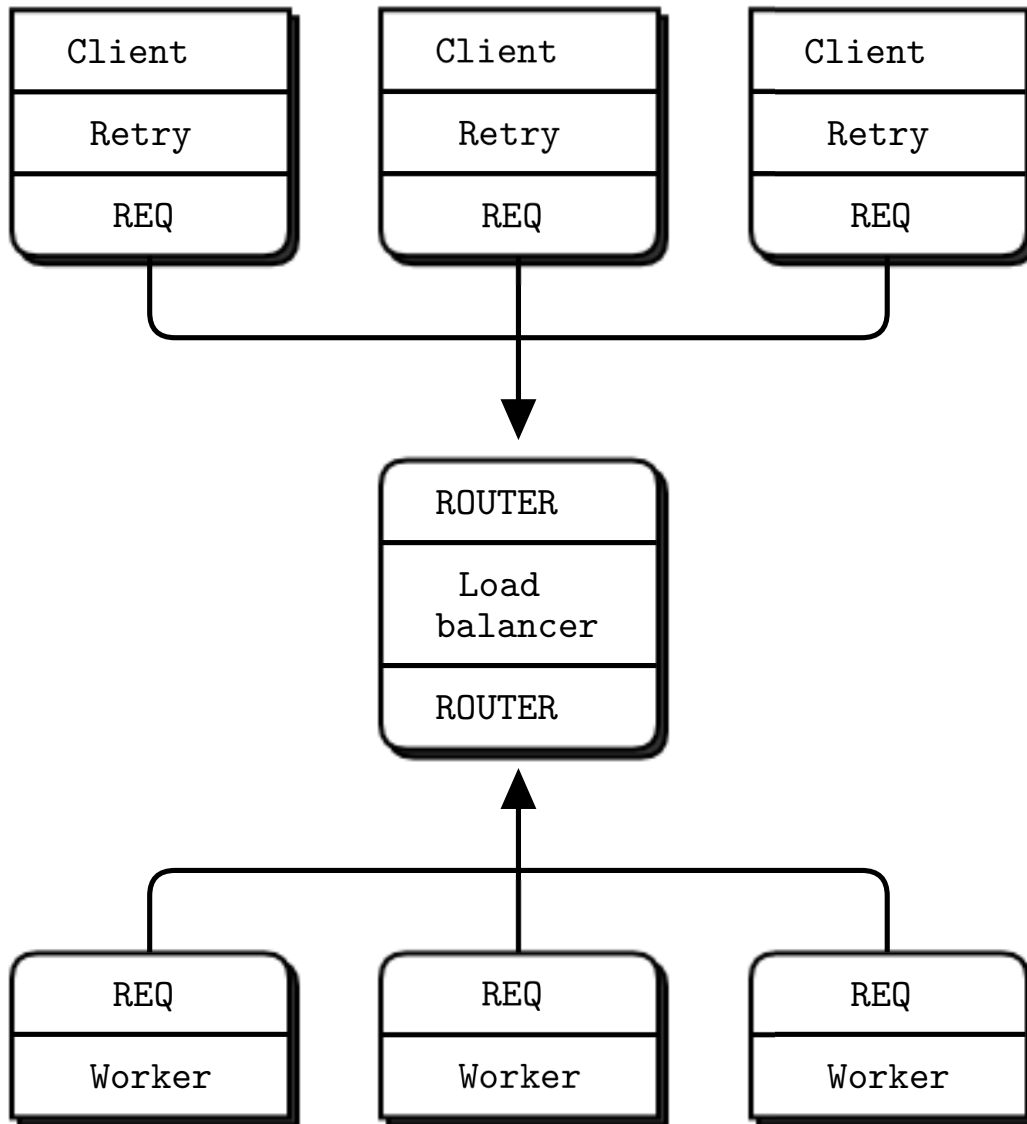 Client
Client
Client
Retry
Retry
Retry
REQ
REQ
REQ
ROUTER
Load
balancer
ROUTER
REQ
REQ
REQ
Worker
Worker
Worker